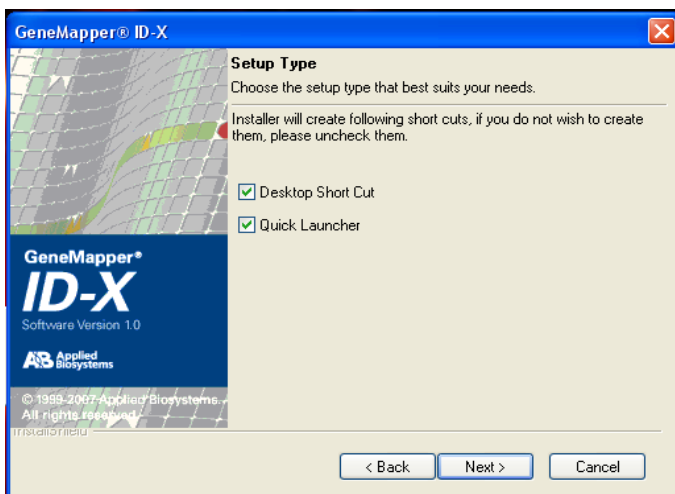 GeneMapper® ID-X
Setup Type
Choose the setup type that best suits your needs.
Installer will create following short cuts, if you do not wish to create
them, please uncheck them.
Desktop Short Cut
Quick Launcher
GeneMapper®
ID-X
Software Version 1.0
AB Applied
Biosystems
© 1999-2007 Applied Biosystems.
All rights reserved.
InstallShield
< Back
Next >
Cancel